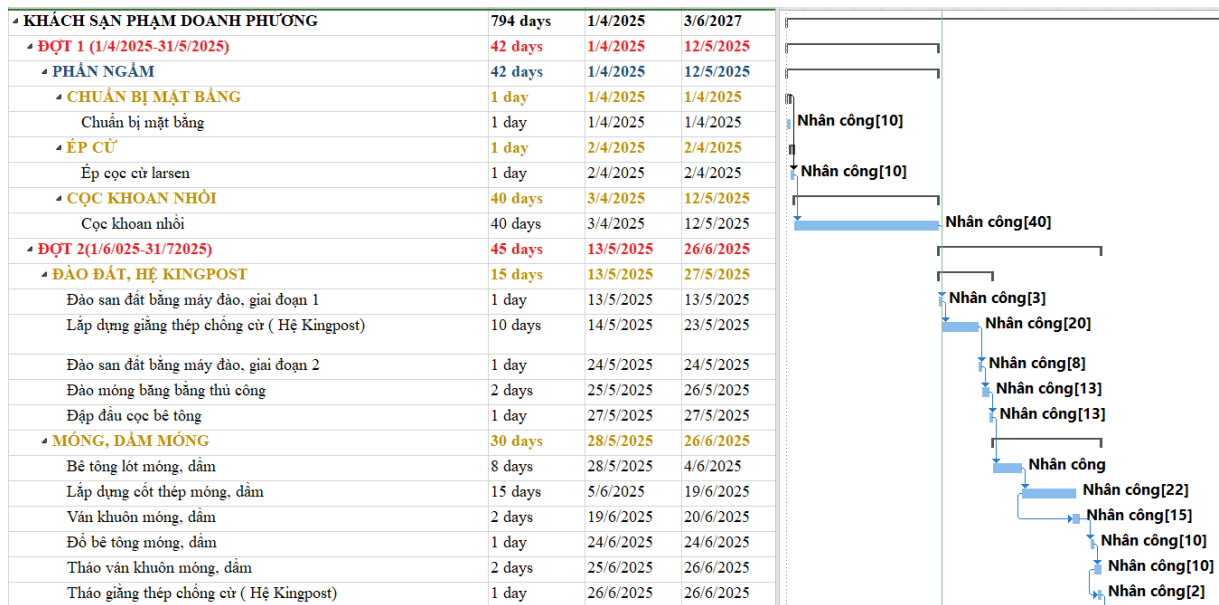 KHÁCH SẠN PHẠM DOANH PHƯƠNG 794 days 1/4/2025 3/6/2027
ĐỢT 1 (1/4/2025-31/5/2025) 42 days 1/4/2025 12/5/2025
PHẦN NGẦM 42 days 1/4/2025 12/5/2025
CHUẨN BỊ MẶT BẰNG 1 day 1/4/2025 1/4/2025
Chuẩn bị mặt bằng 1 day 1/4/2025 1/4/2025 Nhân công[10]
ÉP CỪ 1 day 2/4/2025 2/4/2025
Ép cọc cừ larsen 1 day 2/4/2025 2/4/2025 Nhân công[10]
CỌC KHOAN NHỒI 40 days 3/4/2025 12/5/2025
Cọc khoan nhồi 40 days 3/4/2025 12/5/2025 Nhân công[40]
ĐỢT 2(1/6/025-31/72025) 45 days 13/5/2025 26/6/2025
ĐÀO ĐẤT, HỆ KINGPOST 15 days 13/5/2025 27/5/2025
Đào san đất bằng máy đào, giai đoạn 1 1 day 13/5/2025 13/5/2025 Nhân công[3]
Lắp dựng giằng thép chống cừ ( Hệ Kingpost) 10 days 14/5/2025 23/5/2025 Nhân công[20]
Đào san đất bằng máy đào, giai đoạn 2 1 day 24/5/2025 24/5/2025 Nhân công[8]
Đào móng băng bằng thủ công 2 days 25/5/2025 26/5/2025 Nhân công[13]
Đập đầu cọc bê tông 1 day 27/5/2025 27/5/2025 Nhân công[13]
MÓNG, DẦM MÓNG 30 days 28/5/2025 26/6/2025
Bê tông lót móng, dầm 8 days 28/5/2025 4/6/2025 Nhân công
Lắp dựng cốt thép móng, dầm 15 days 5/6/2025 19/6/2025 Nhân công[22]
Ván khuôn móng, dầm 2 days 19/6/2025 20/6/2025 Nhân công[15]
Đổ bê tông móng, dầm 1 day 24/6/2025 24/6/2025 Nhân công[10]
Tháo ván khuôn móng, dầm 2 days 25/6/2025 26/6/2025 Nhân công[10]
Tháo giằng thép chống cừ ( Hệ Kingpost) 1 day 26/6/2025 26/6/2025 Nhân công[2]